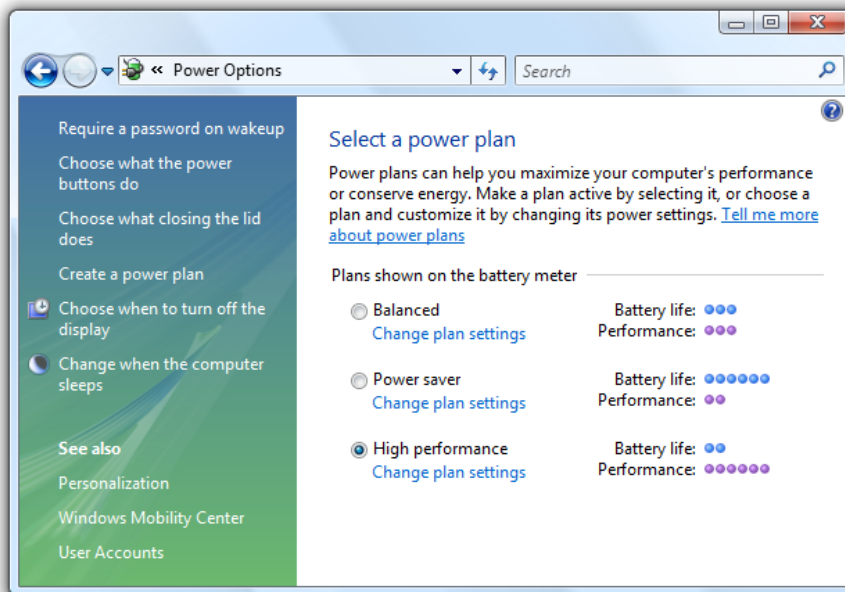 « Power Options
Search
Require a password on wakeup
Choose what the power
buttons do
Choose what closing the lid
does
Create a power plan
Choose when to turn off the
display
Change when the computer
sleeps
See also
Personalization
Windows Mobility Center
User Accounts
Select a power plan
Power plans can help you maximize your computer's performance
or conserve energy. Make a plan active by selecting it, or choose a
plan and customize it by changing its power settings. Tell me more
about power plans
Plans shown on the battery meter
Balanced Battery life:
Change plan settings Performance:
Power saver Battery life:
Change plan settings Performance:
High performance Battery life:
Change plan settings Performance: